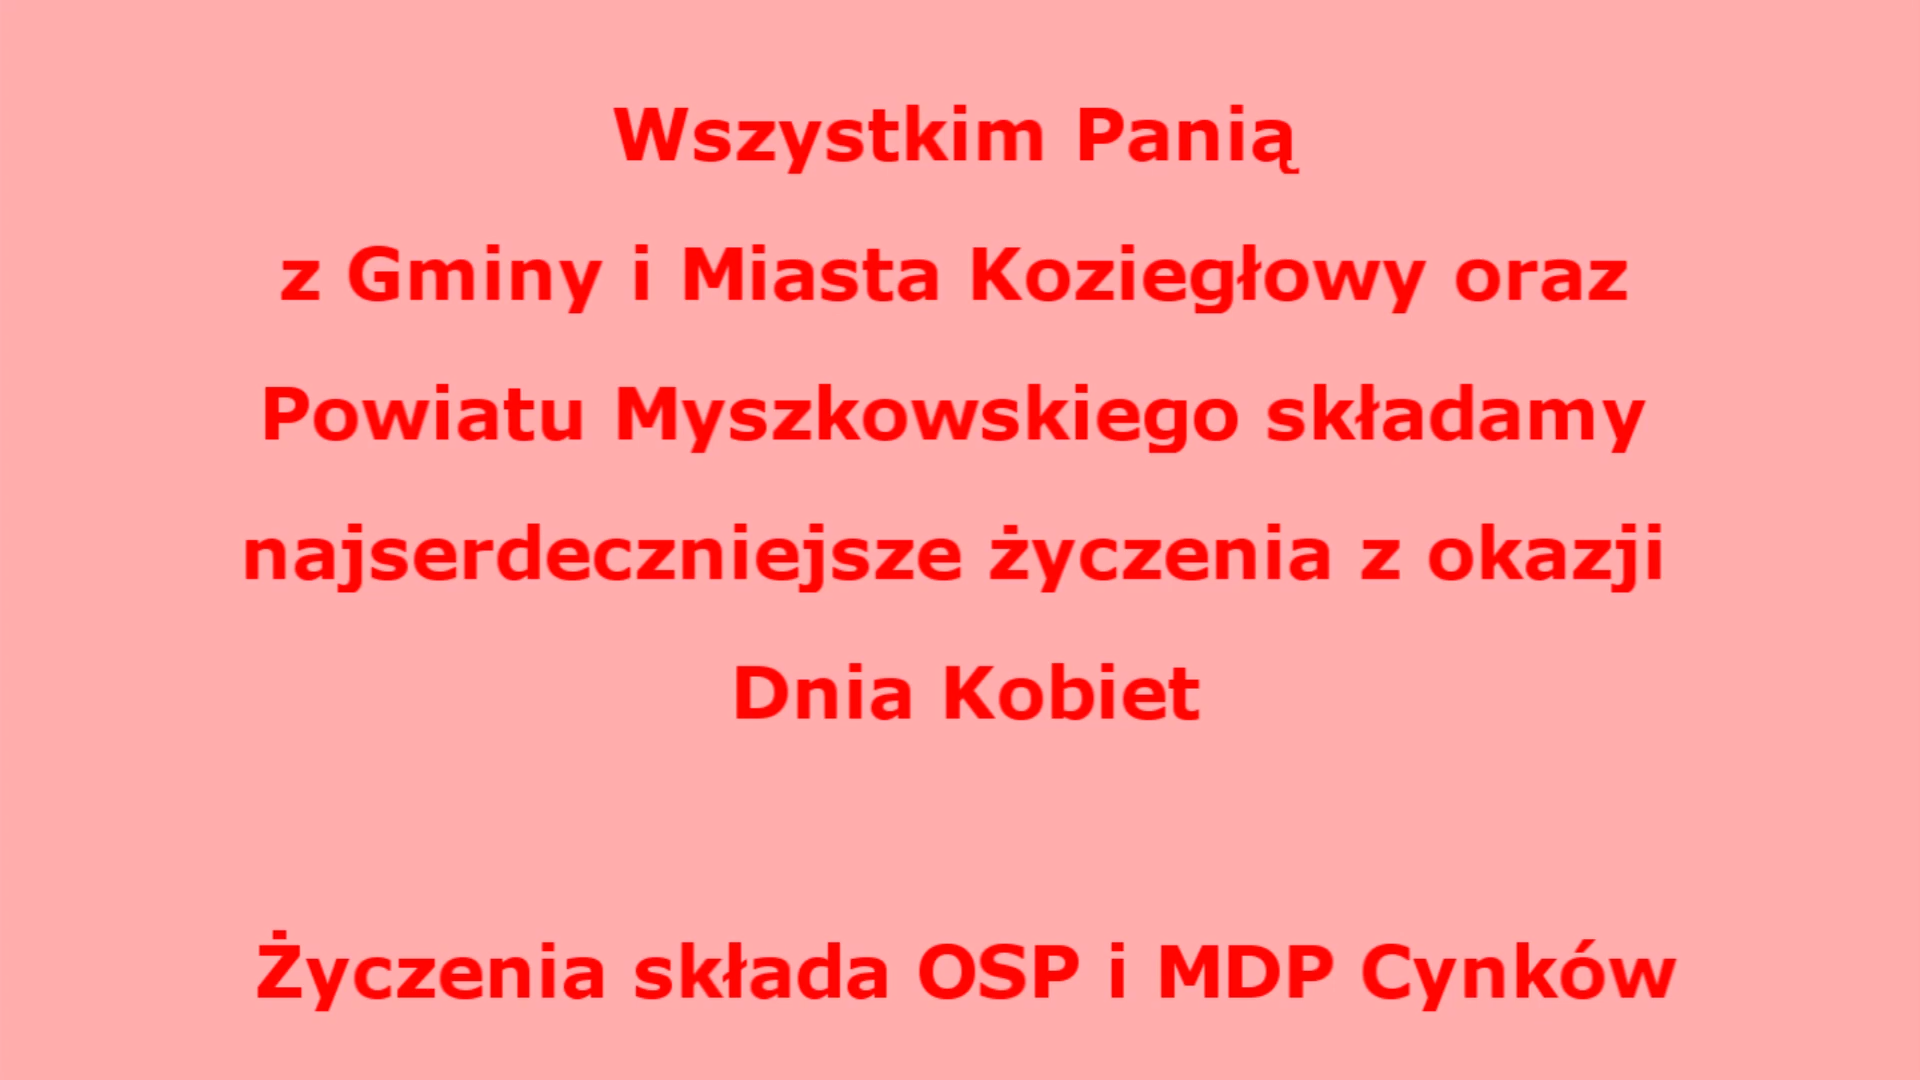 Wszystkim Panią
z Gminy i Miasta Koziegłowy oraz
Powiatu Myszkowskiego składamy
najserdeczniejsze życzenia z okazji
Dnia Kobiet
Życzenia składa OSP i MDP Cynków